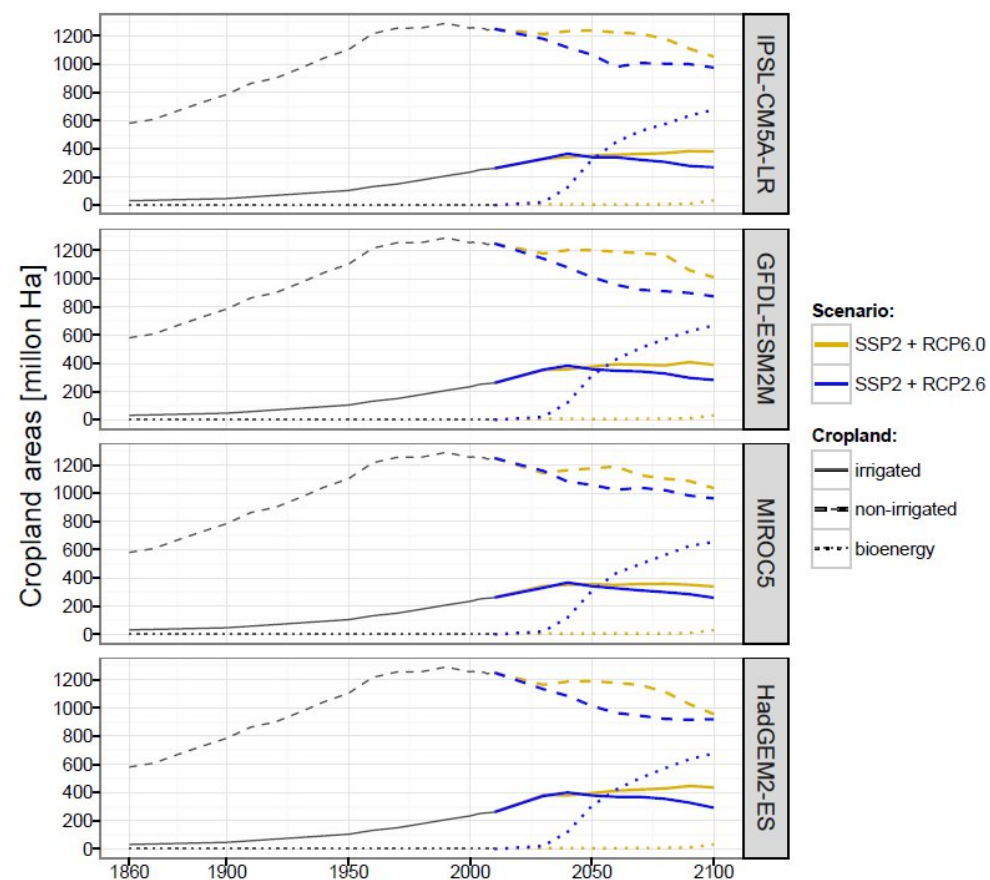 Cropland areas [millon Ha]
1200
1000
800
600
400
200
0
IPSL-CM5A-LR
1200
1000
800
600
400
200
0
GFDL-ESM2M
1200
1000
800
600
400
200
0
MIROC5
1200
1000
800
600
400
200
0
HadGEM2-ES
1860 1900 1950 2000 2050 2100
Scenario:
SSP2 + RCP6.0
SSP2 + RCP2.6
Cropland:
irrigated
non-irrigated
bioenergy